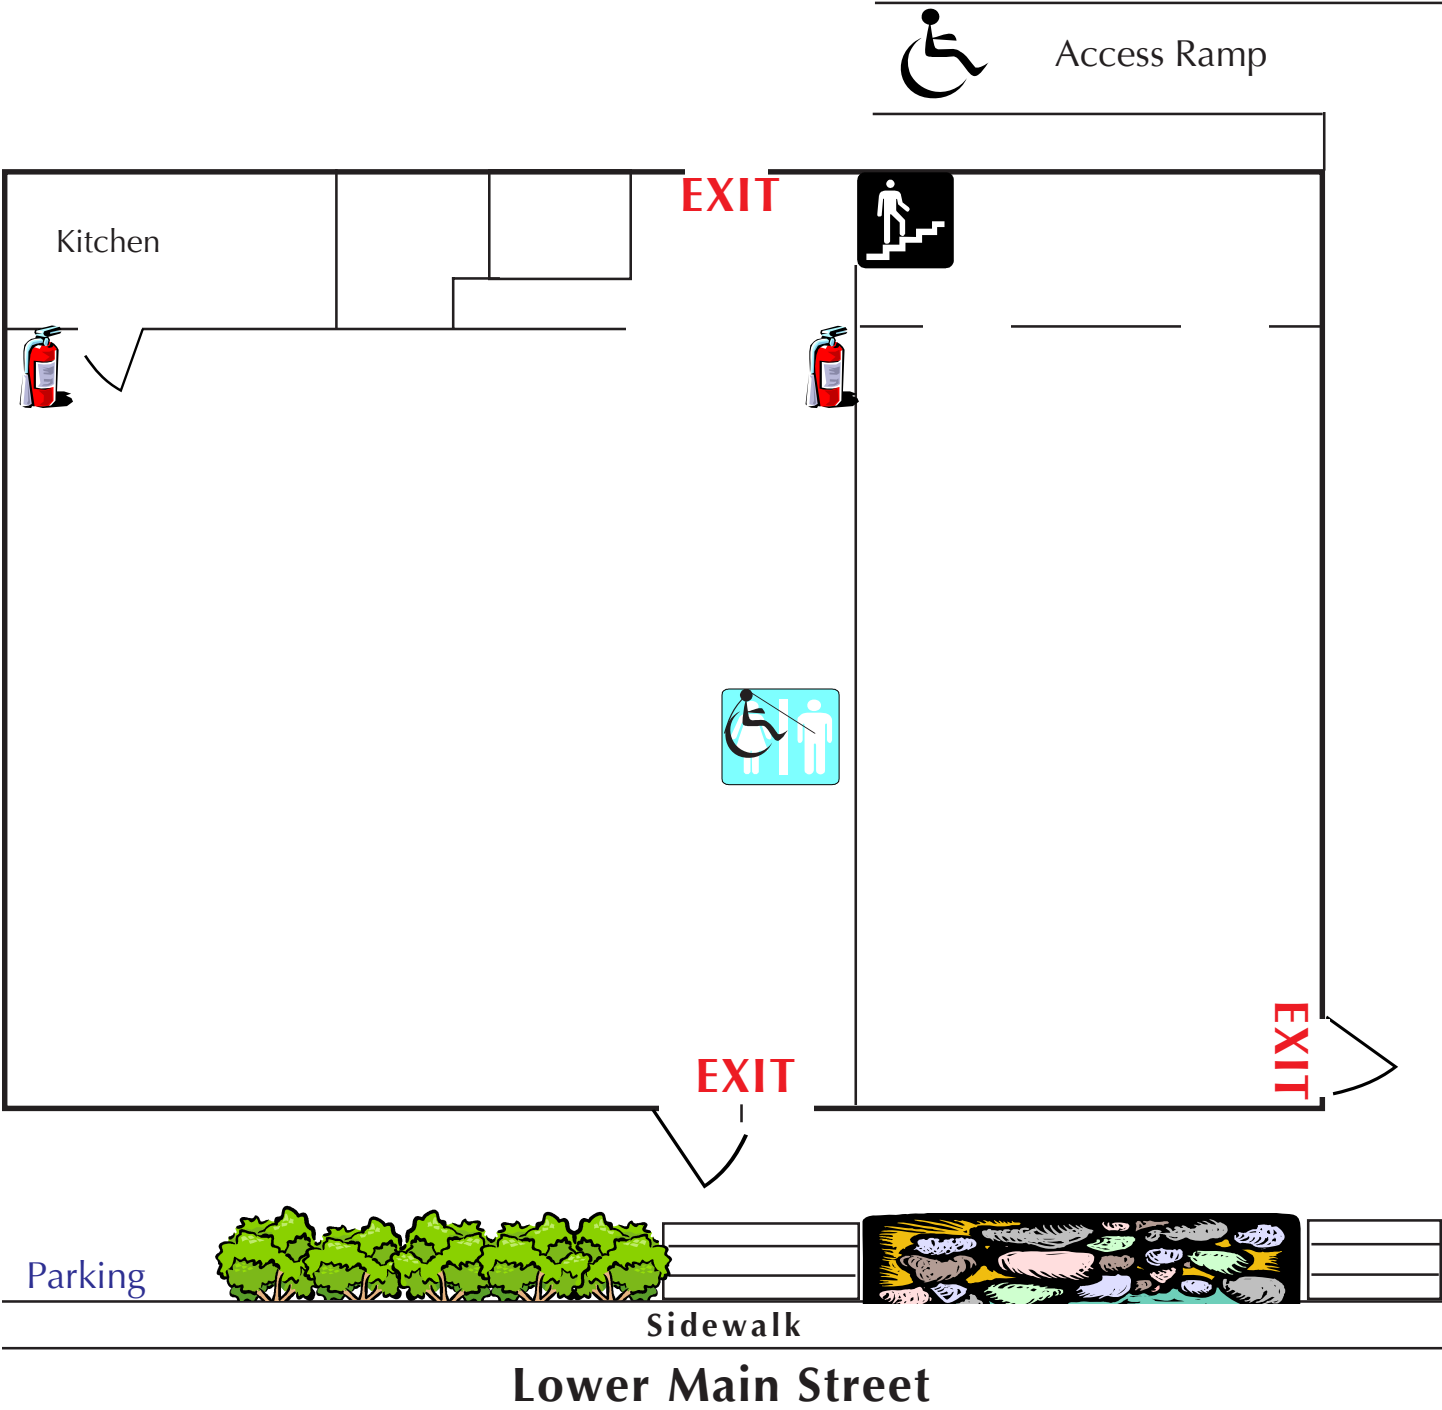 Access Ramp
EXIT
Kitchen
EXIT
EXIT
Parking
Sidewalk
Lower Main Street